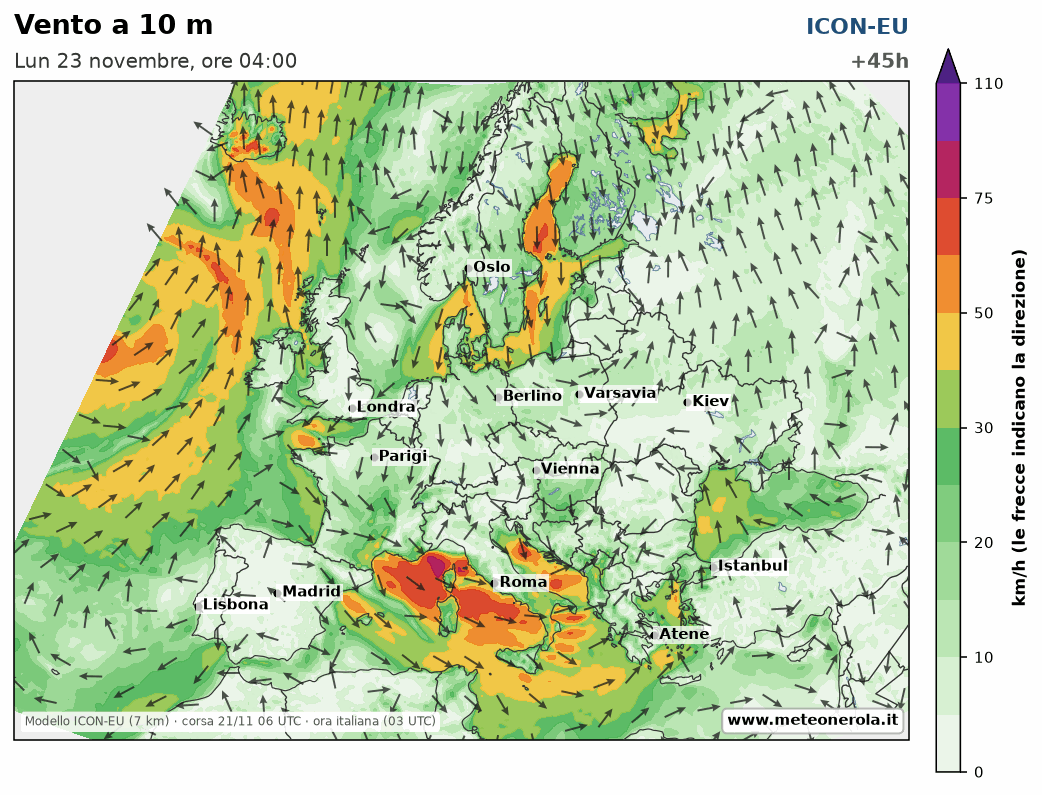 Vento a 10 m
ICON-EU
Lun 23 novembre, ore 04:00
+45h
110
75
50
30
20
10
0
km/h (le frecce indicano la direzione)
Oslo
Berlino
Varsavia
Kiev
Londra
Parigi
Vienna
Istanbul
Roma
Madrid
Lisbona
Atene
Modello ICON-EU (7 km) · corsa 21/11 06 UTC · ora italiana (03 UTC)
www.meteonerola.it